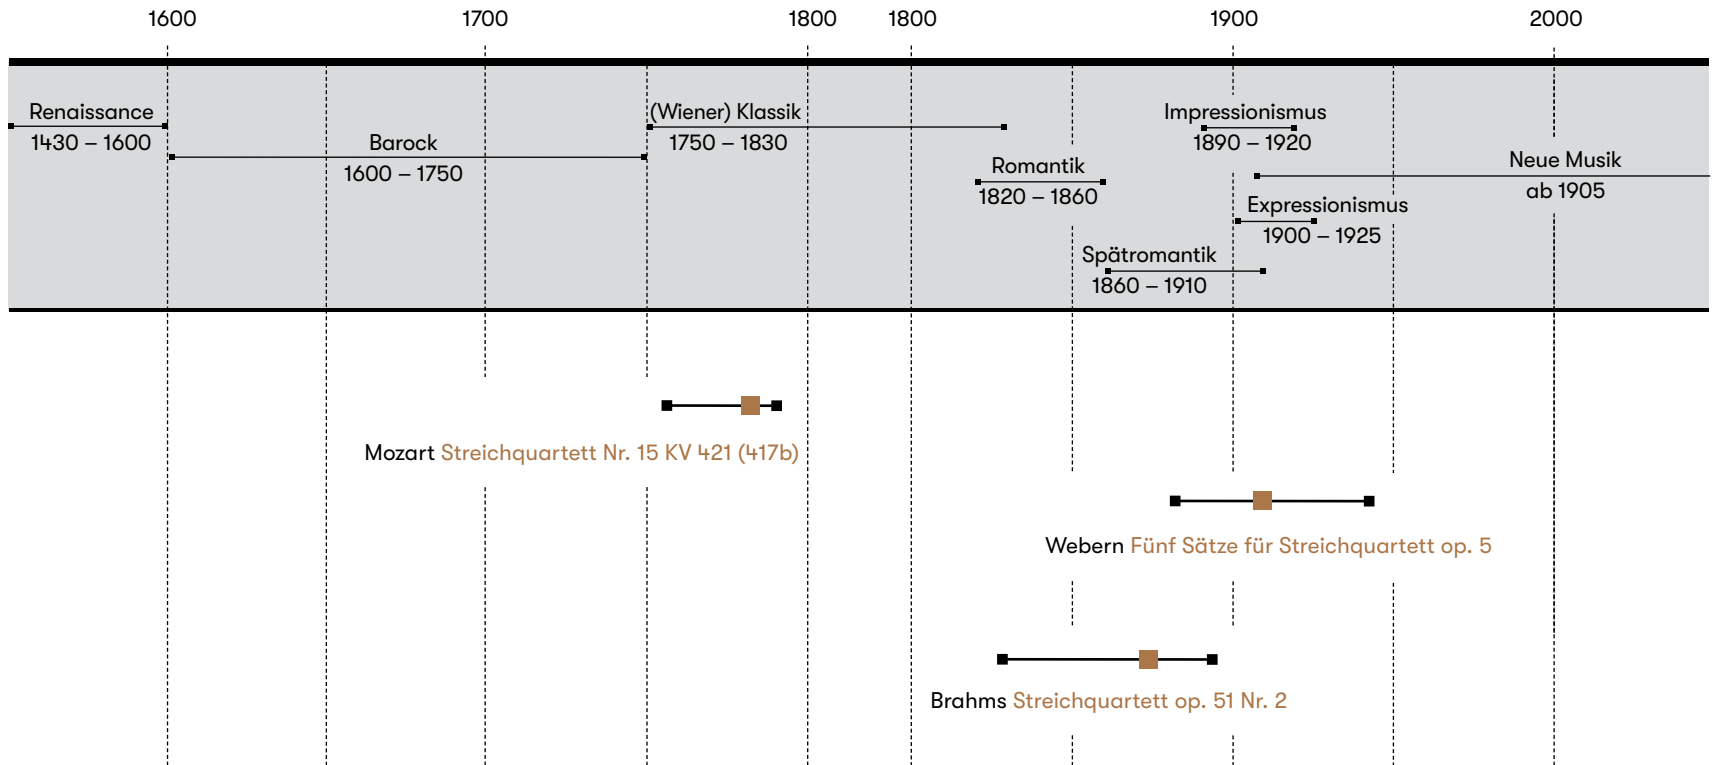 1600 1700 1800 1800 1900 2000
Renaissance
1430 – 1600
Barock
1600 – 1750
(Wiener) Klassik
1750 – 1830
Romantik
1820 – 1860
Impressionismus
1890 – 1920
Neue Musik
ab 1905
Expressionismus
1900 – 1925
Spätromantik
1860 – 1910
Mozart Streichquartett Nr. 15 KV 421 (417b)
Webern Fünf Sätze für Streichquartett op. 5
Brahms Streichquartett op. 51 Nr. 2